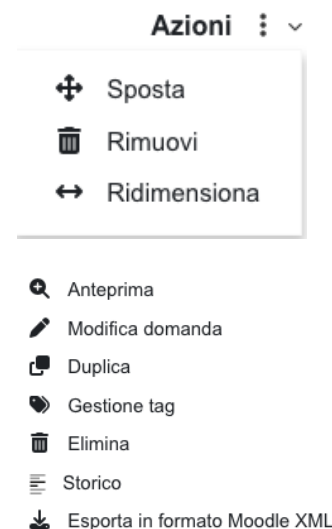 Azioni
Sposta
Rimuovi
Ridimensiona
Anteprima
Modifica domanda
Duplica
Gestione tag
Elimina
Storico
Esporta in formato Moodle XML